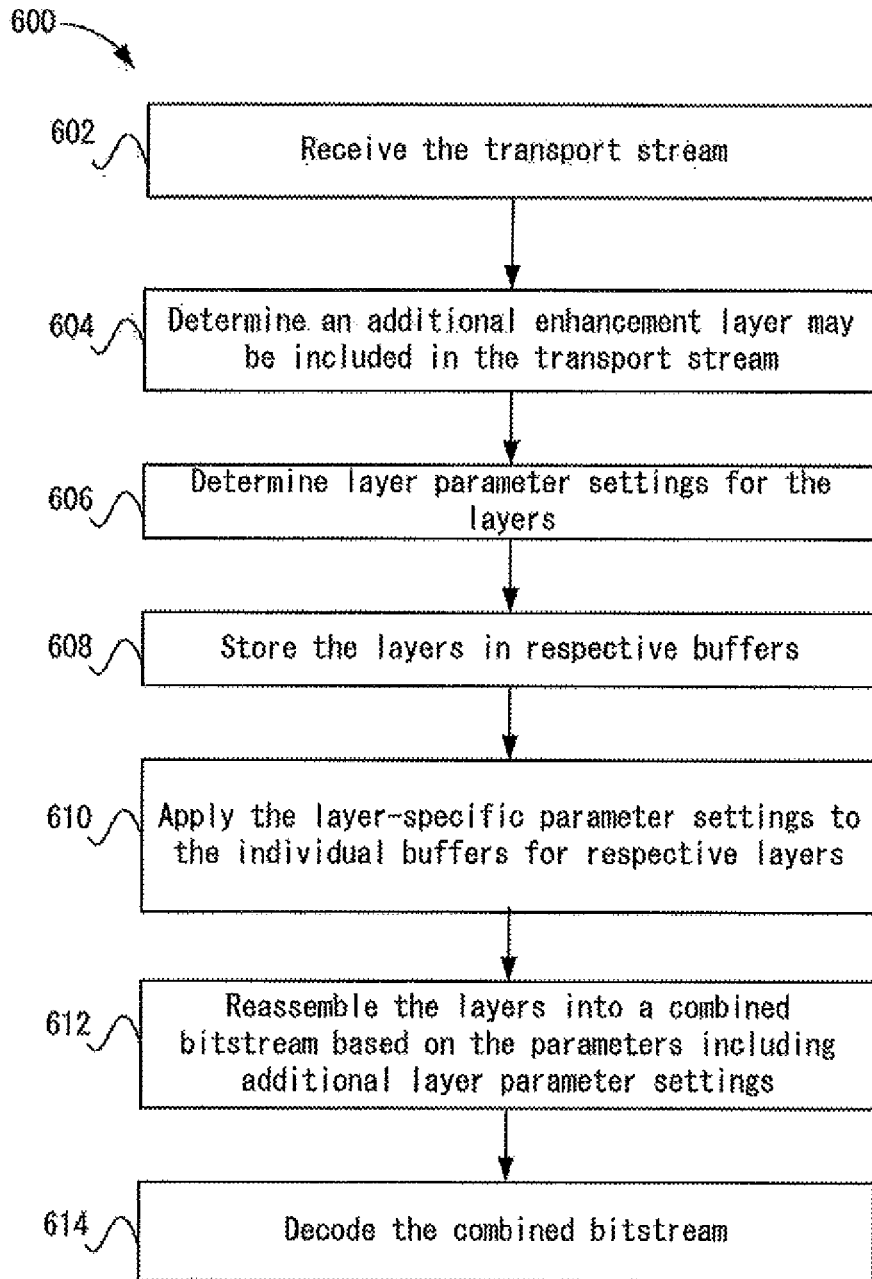 600
602
Receive the transport stream
604
Determine an additional enhancement layer may
be included in the transport stream
606
Determine layer parameter settings for the
layers
608
Store the layers in respective buffers
610
Apply the layer-specific parameter settings to
the individual buffers for respective layers
612
Reassemble the layers into a combined
bitstream based on the parameters including
additional layer parameter settings
614
Decode the combined bitstream